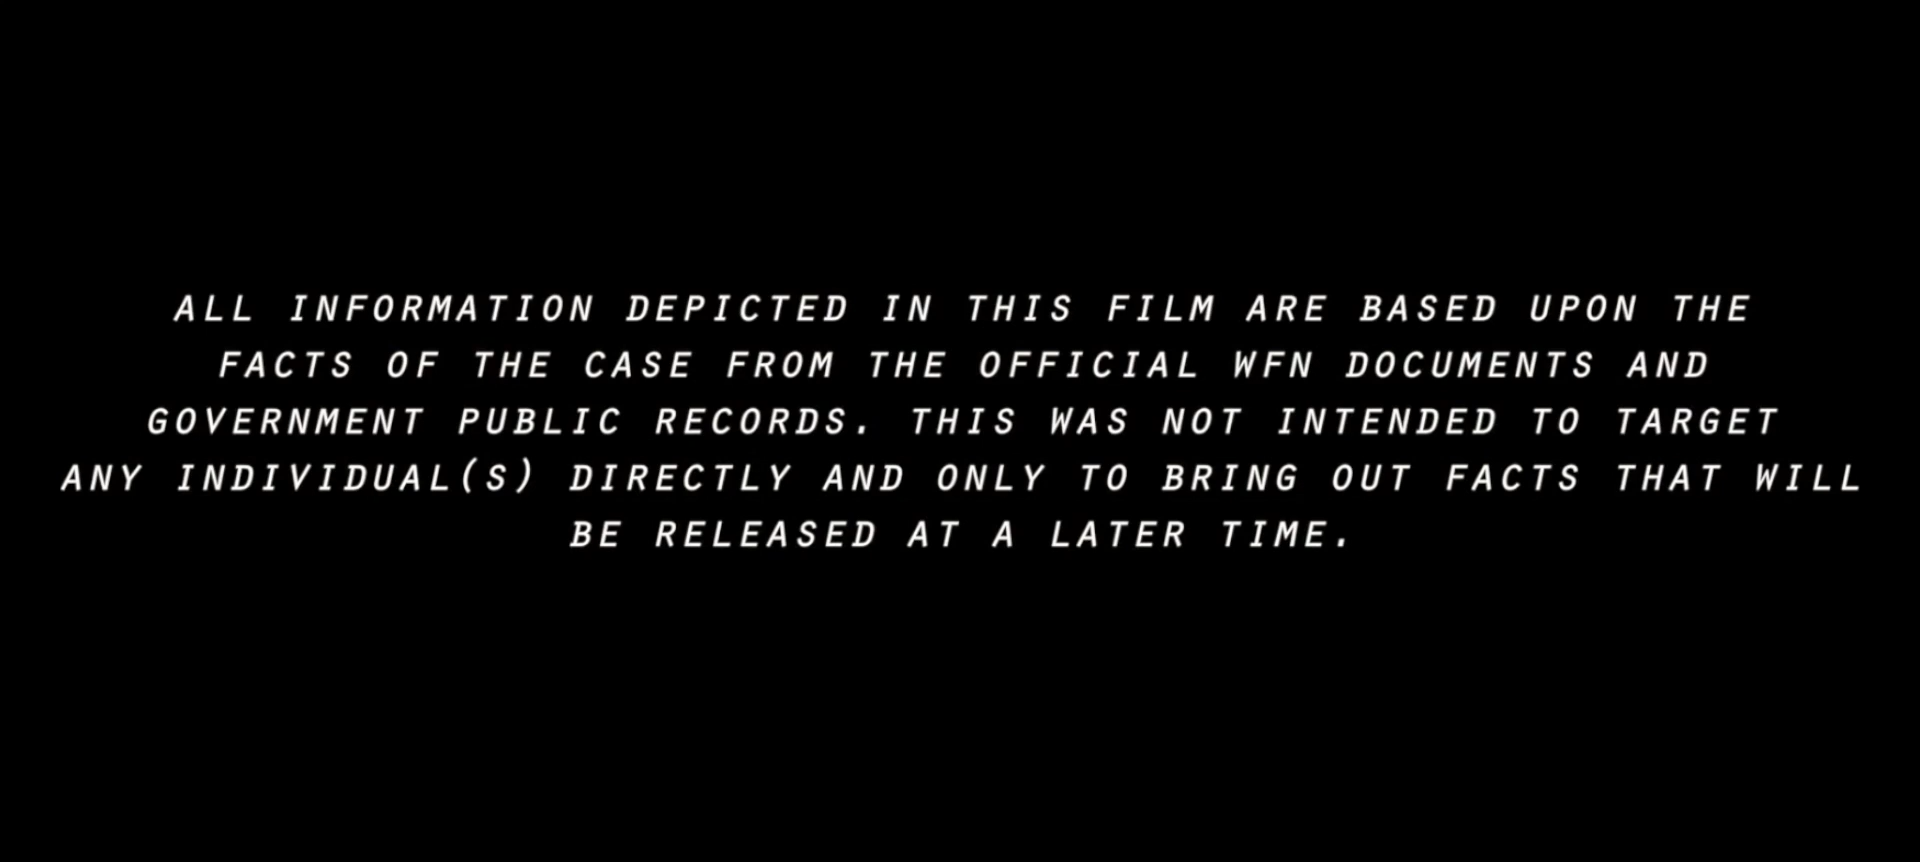 ALL INFORMATION DEPICTED IN THIS FILM ARE BASED UPON THE
FACTS OF THE CASE FROM THE OFFICIAL WFN DOCUMENTS AND
GOVERNMENT PUBLIC RECORDS. THIS WAS NOT INTENDED TO TARGET
ANY INDIVIDUAL(S) DIRECTLY AND ONLY TO BRING OUT FACTS THAT WILL
BE RELEASED AT A LATER TIME.